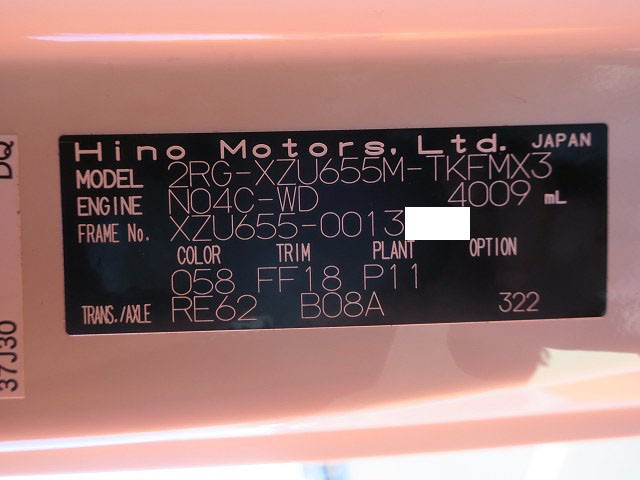 Hino Motors, Ltd. JAPAN
MODEL 2RG-XZU655M-TKFMX3
ENGINE N04C-WD 4009 mL
FRAME No. XZU655-0013
COLOR TRIM PLANT OPTION
058 FF18 P11
TRANS./AXLE RE62 B08A 322
DQ
37J30